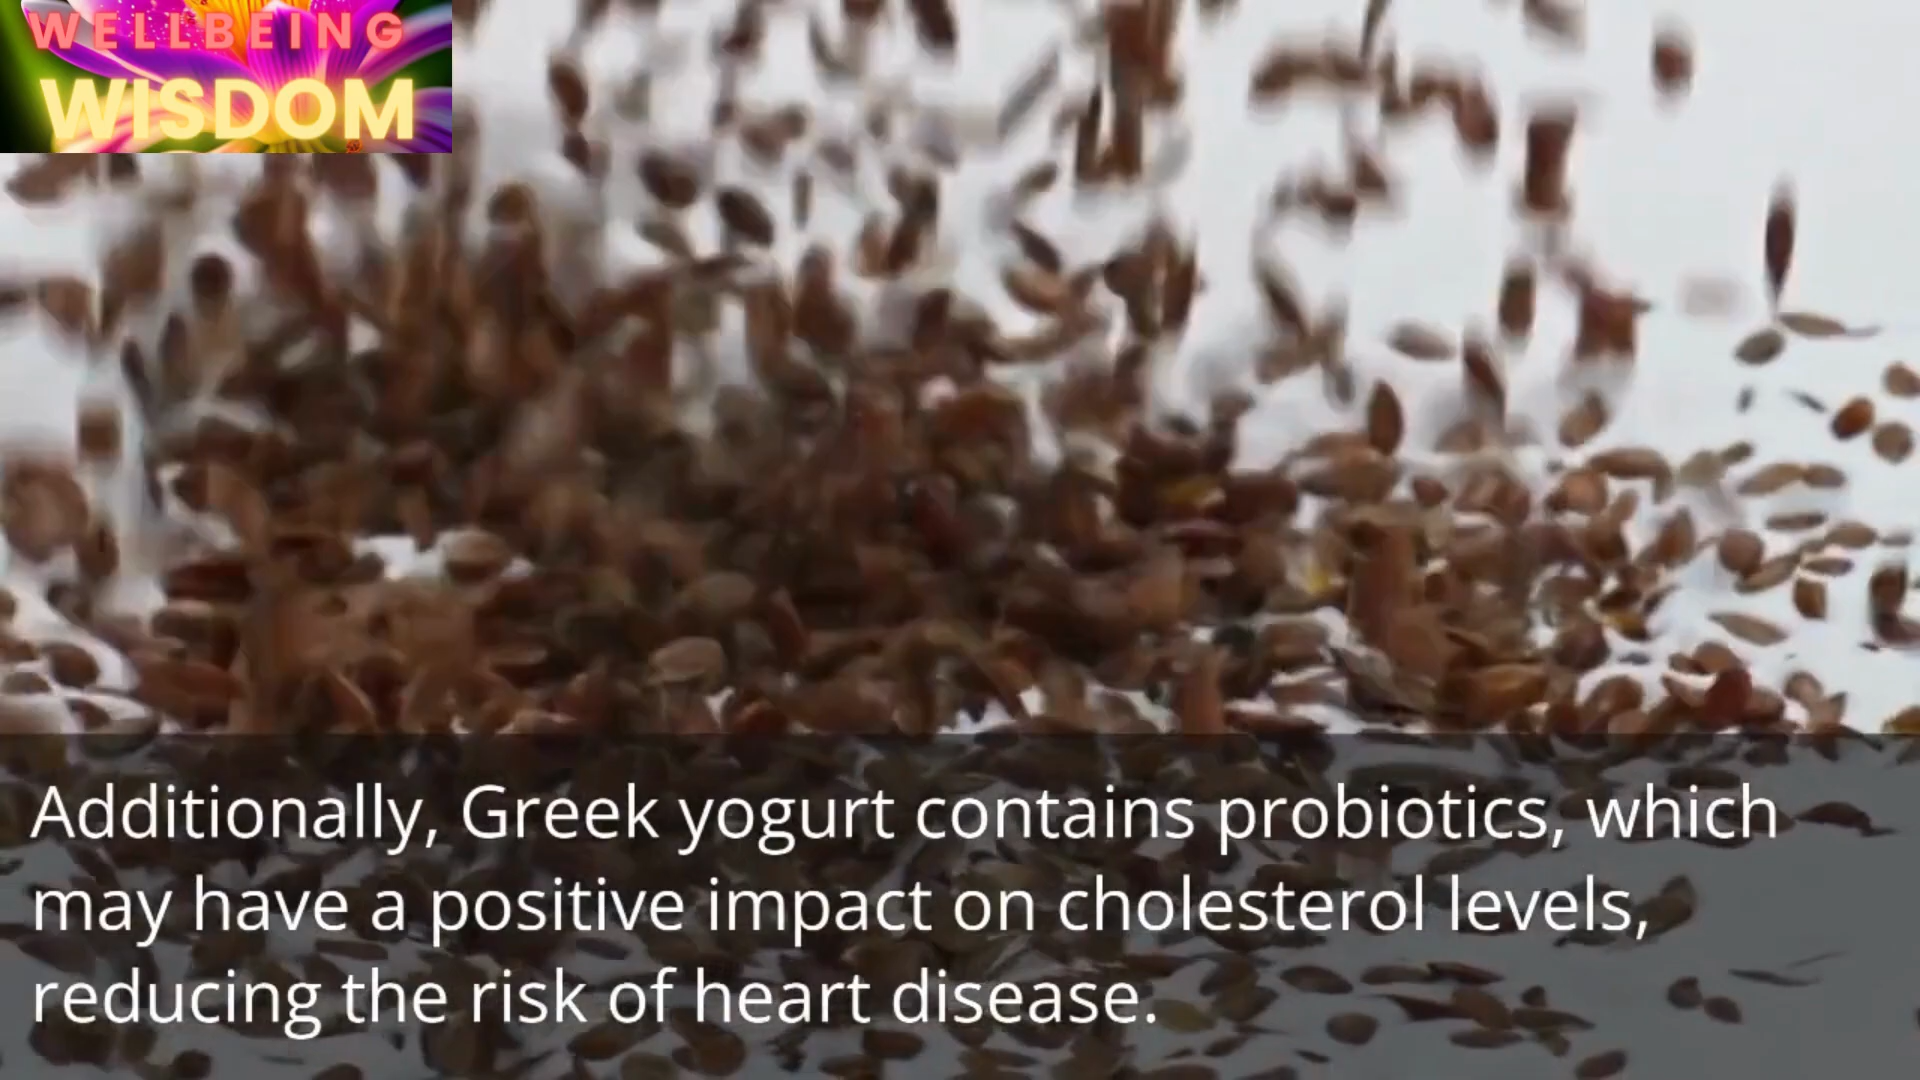 WELLBEING
WISDOM
Additionally, Greek yogurt contains probiotics, which
may have a positive impact on cholesterol levels,
reducing the risk of heart disease.